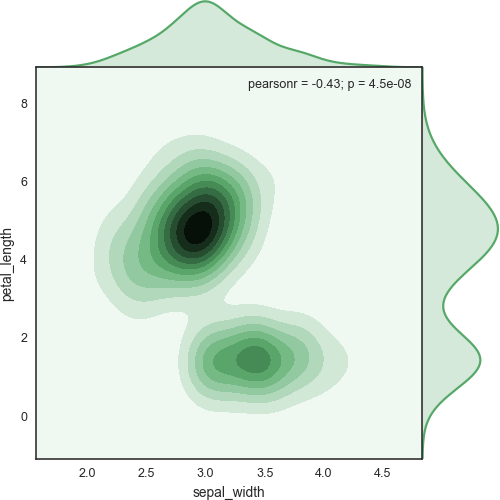 pearsonr = -0.43; p = 4.5e-08
8
6
4
2
0
petal_length
2.0 2.5 3.0 3.5 4.0 4.5
sepal_width